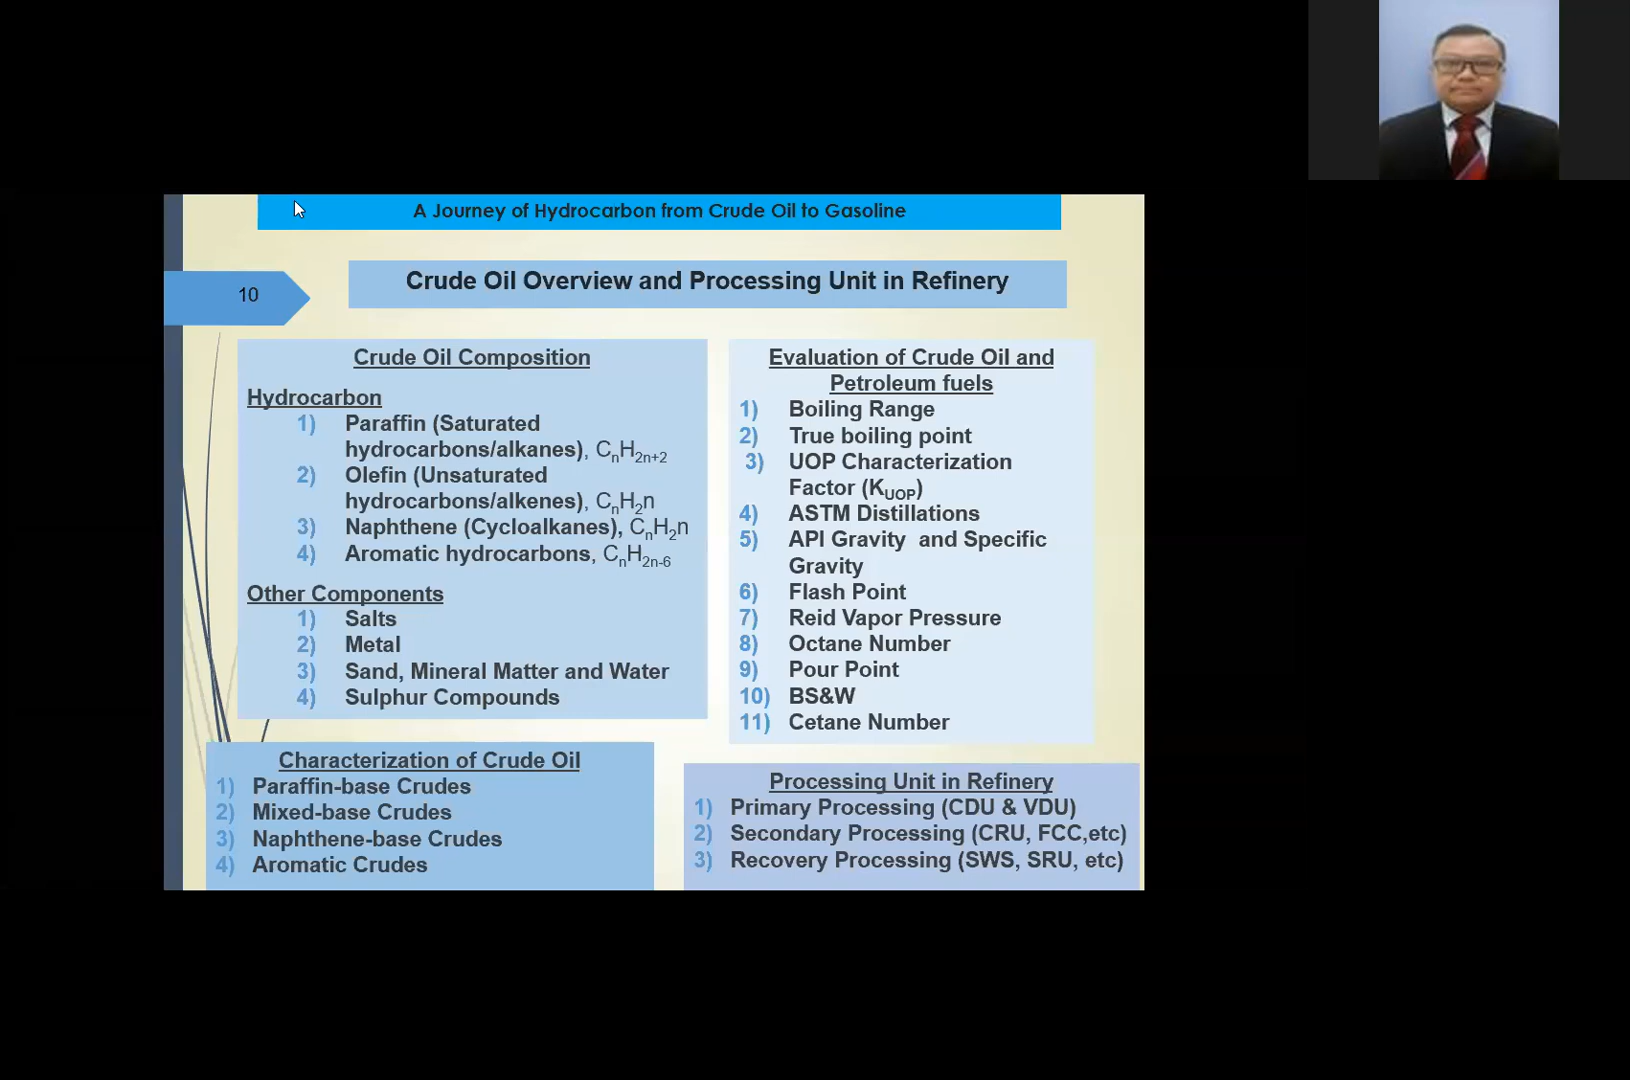 A Journey of Hydrocarbon from Crude Oil to Gasoline
10
Crude Oil Overview and Processing Unit in Refinery
Crude Oil Composition
Hydrocarbon
1) Paraffin (Saturated
hydrocarbons/alkanes), CnH2n+2
2) Olefin (Unsaturated
hydrocarbons/alkenes), CnH2n
3) Naphthene (Cycloalkanes), CnH2n
4) Aromatic hydrocarbons, CnH2n-6
Other Components
1) Salts
2) Metal
3) Sand, Mineral Matter and Water
4) Sulphur Compounds
Evaluation of Crude Oil and
Petroleum fuels
1) Boiling Range
2) True boiling point
3) UOP Characterization
Factor (KUOP)
4) ASTM Distillations
5) API Gravity and Specific
Gravity
6) Flash Point
7) Reid Vapor Pressure
8) Octane Number
9) Pour Point
10) BS&W
11) Cetane Number
Characterization of Crude Oil
1) Paraffin-base Crudes
2) Mixed-base Crudes
3) Naphthene-base Crudes
4) Aromatic Crudes
Processing Unit in Refinery
1) Primary Processing (CDU & VDU)
2) Secondary Processing (CRU, FCC,etc)
3) Recovery Processing (SWS, SRU, etc)